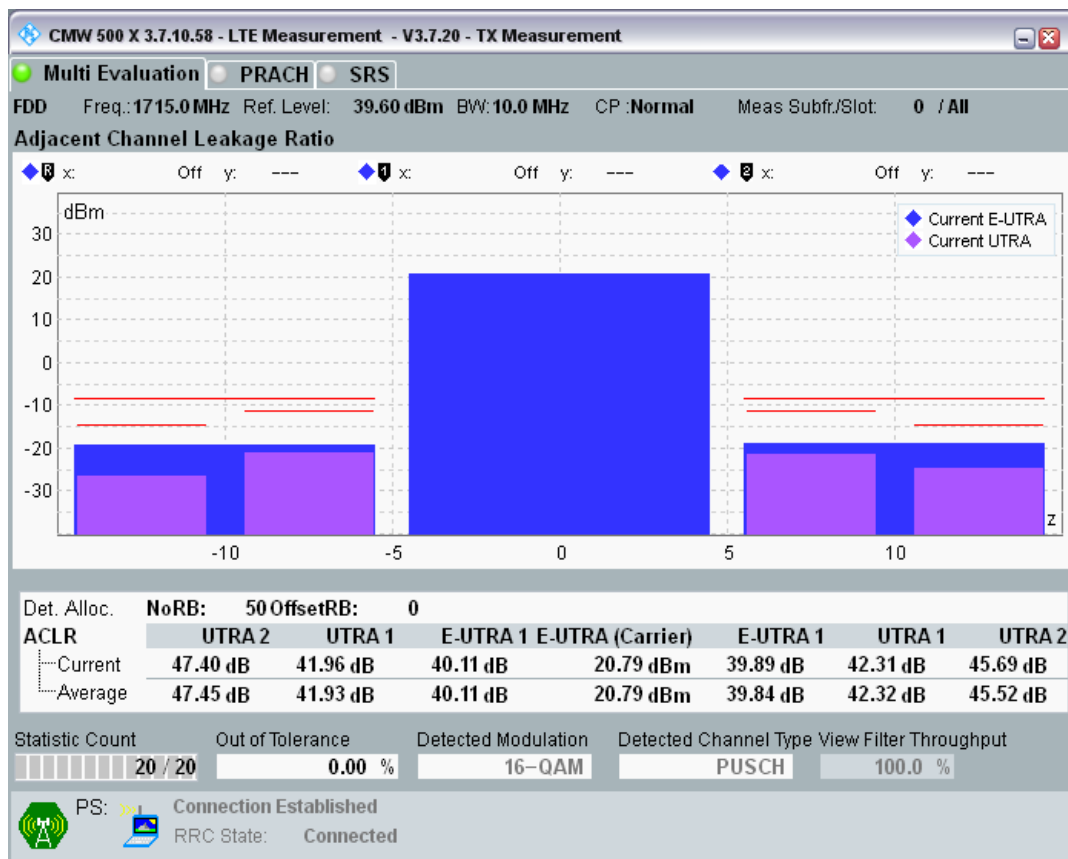 CMW 500 X 3.7.10.58 - LTE Measurement - V3.7.20 - TX Measurement
Multi Evaluation PRACH SRS
FDD Freq.: 1715.0 MHz Ref. Level: 39.60 dBm BW: 10.0 MHz CP : Normal Meas Subfr./Slot: 0 / All
Adjacent Channel Leakage Ratio
R x: Off y: --- 1 x: Off y: --- 2 x: Off y: ---
dBm
Current E-UTRA
Current UTRA
30
20
10
0
-10
-20
-30
z
-10 -5 0 5 10
Det. Alloc. NoRB: 50 OffsetRB: 0
ACLR UTRA 2 UTRA 1 E-UTRA 1 E-UTRA (Carrier) E-UTRA 1 UTRA 1 UTRA 2
Current 47.40 dB 41.96 dB 40.11 dB 20.79 dBm 39.89 dB 42.31 dB 45.69 dB
Average 47.45 dB 41.93 dB 40.11 dB 20.79 dBm 39.84 dB 42.32 dB 45.52 dB
Statistic Count Out of Tolerance Detected Modulation Detected Channel Type View Filter Throughput
20 / 20 0.00 % 16-QAM PUSCH 100.0 %
PS: Connection Established
RRC State: Connected